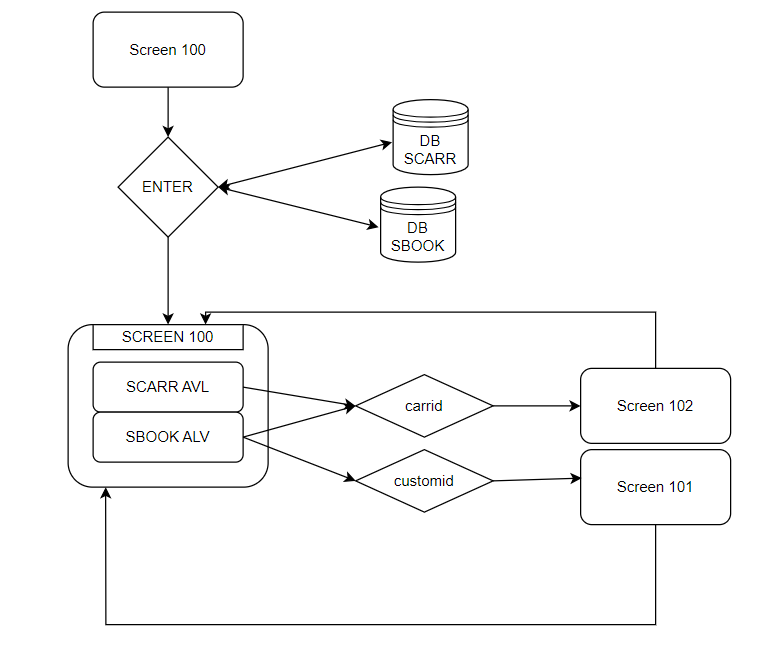 Screen 100
DB
SCARR
ENTER
DB
SBOOK
SCREEN 100
SCARR AVL
carrid
Screen 102
SBOOK ALV
customid
Screen 101